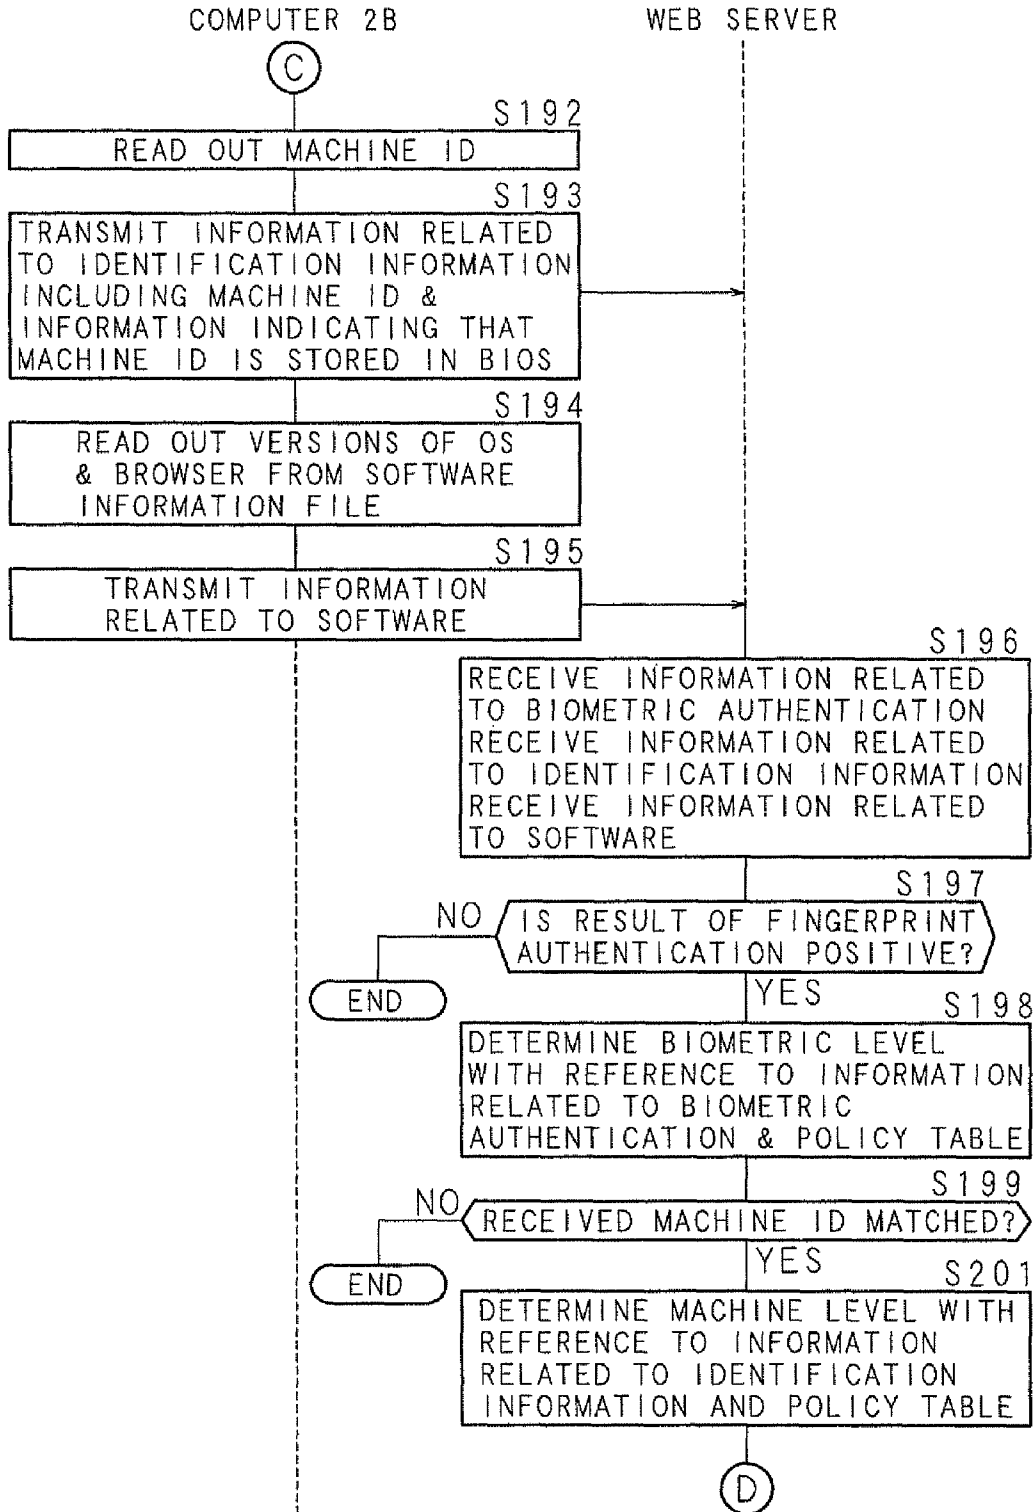 COMPUTER 2B
WEB SERVER
C
S192
READ OUT MACHINE ID
S193
TRANSMIT INFORMATION RELATED
TO IDENTIFICATION INFORMATION
INCLUDING MACHINE ID &
INFORMATION INDICATING THAT
MACHINE ID IS STORED IN BIOS
S194
READ OUT VERSIONS OF OS
& BROWSER FROM SOFTWARE
INFORMATION FILE
S195
TRANSMIT INFORMATION
RELATED TO SOFTWARE
S196
RECEIVE INFORMATION RELATED
TO BIOMETRIC AUTHENTICATION
RECEIVE INFORMATION RELATED
TO IDENTIFICATION INFORMATION
RECEIVE INFORMATION RELATED
TO SOFTWARE
S197
NO
IS RESULT OF FINGERPRINT
AUTHENTICATION POSITIVE?
END
YES
S198
DETERMINE BIOMETRIC LEVEL
WITH REFERENCE TO INFORMATION
RELATED TO BIOMETRIC
AUTHENTICATION & POLICY TABLE
S199
NO
RECEIVED MACHINE ID MATCHED?
END
YES
S201
DETERMINE MACHINE LEVEL WITH
REFERENCE TO INFORMATION
RELATED TO IDENTIFICATION
INFORMATION AND POLICY TABLE
D